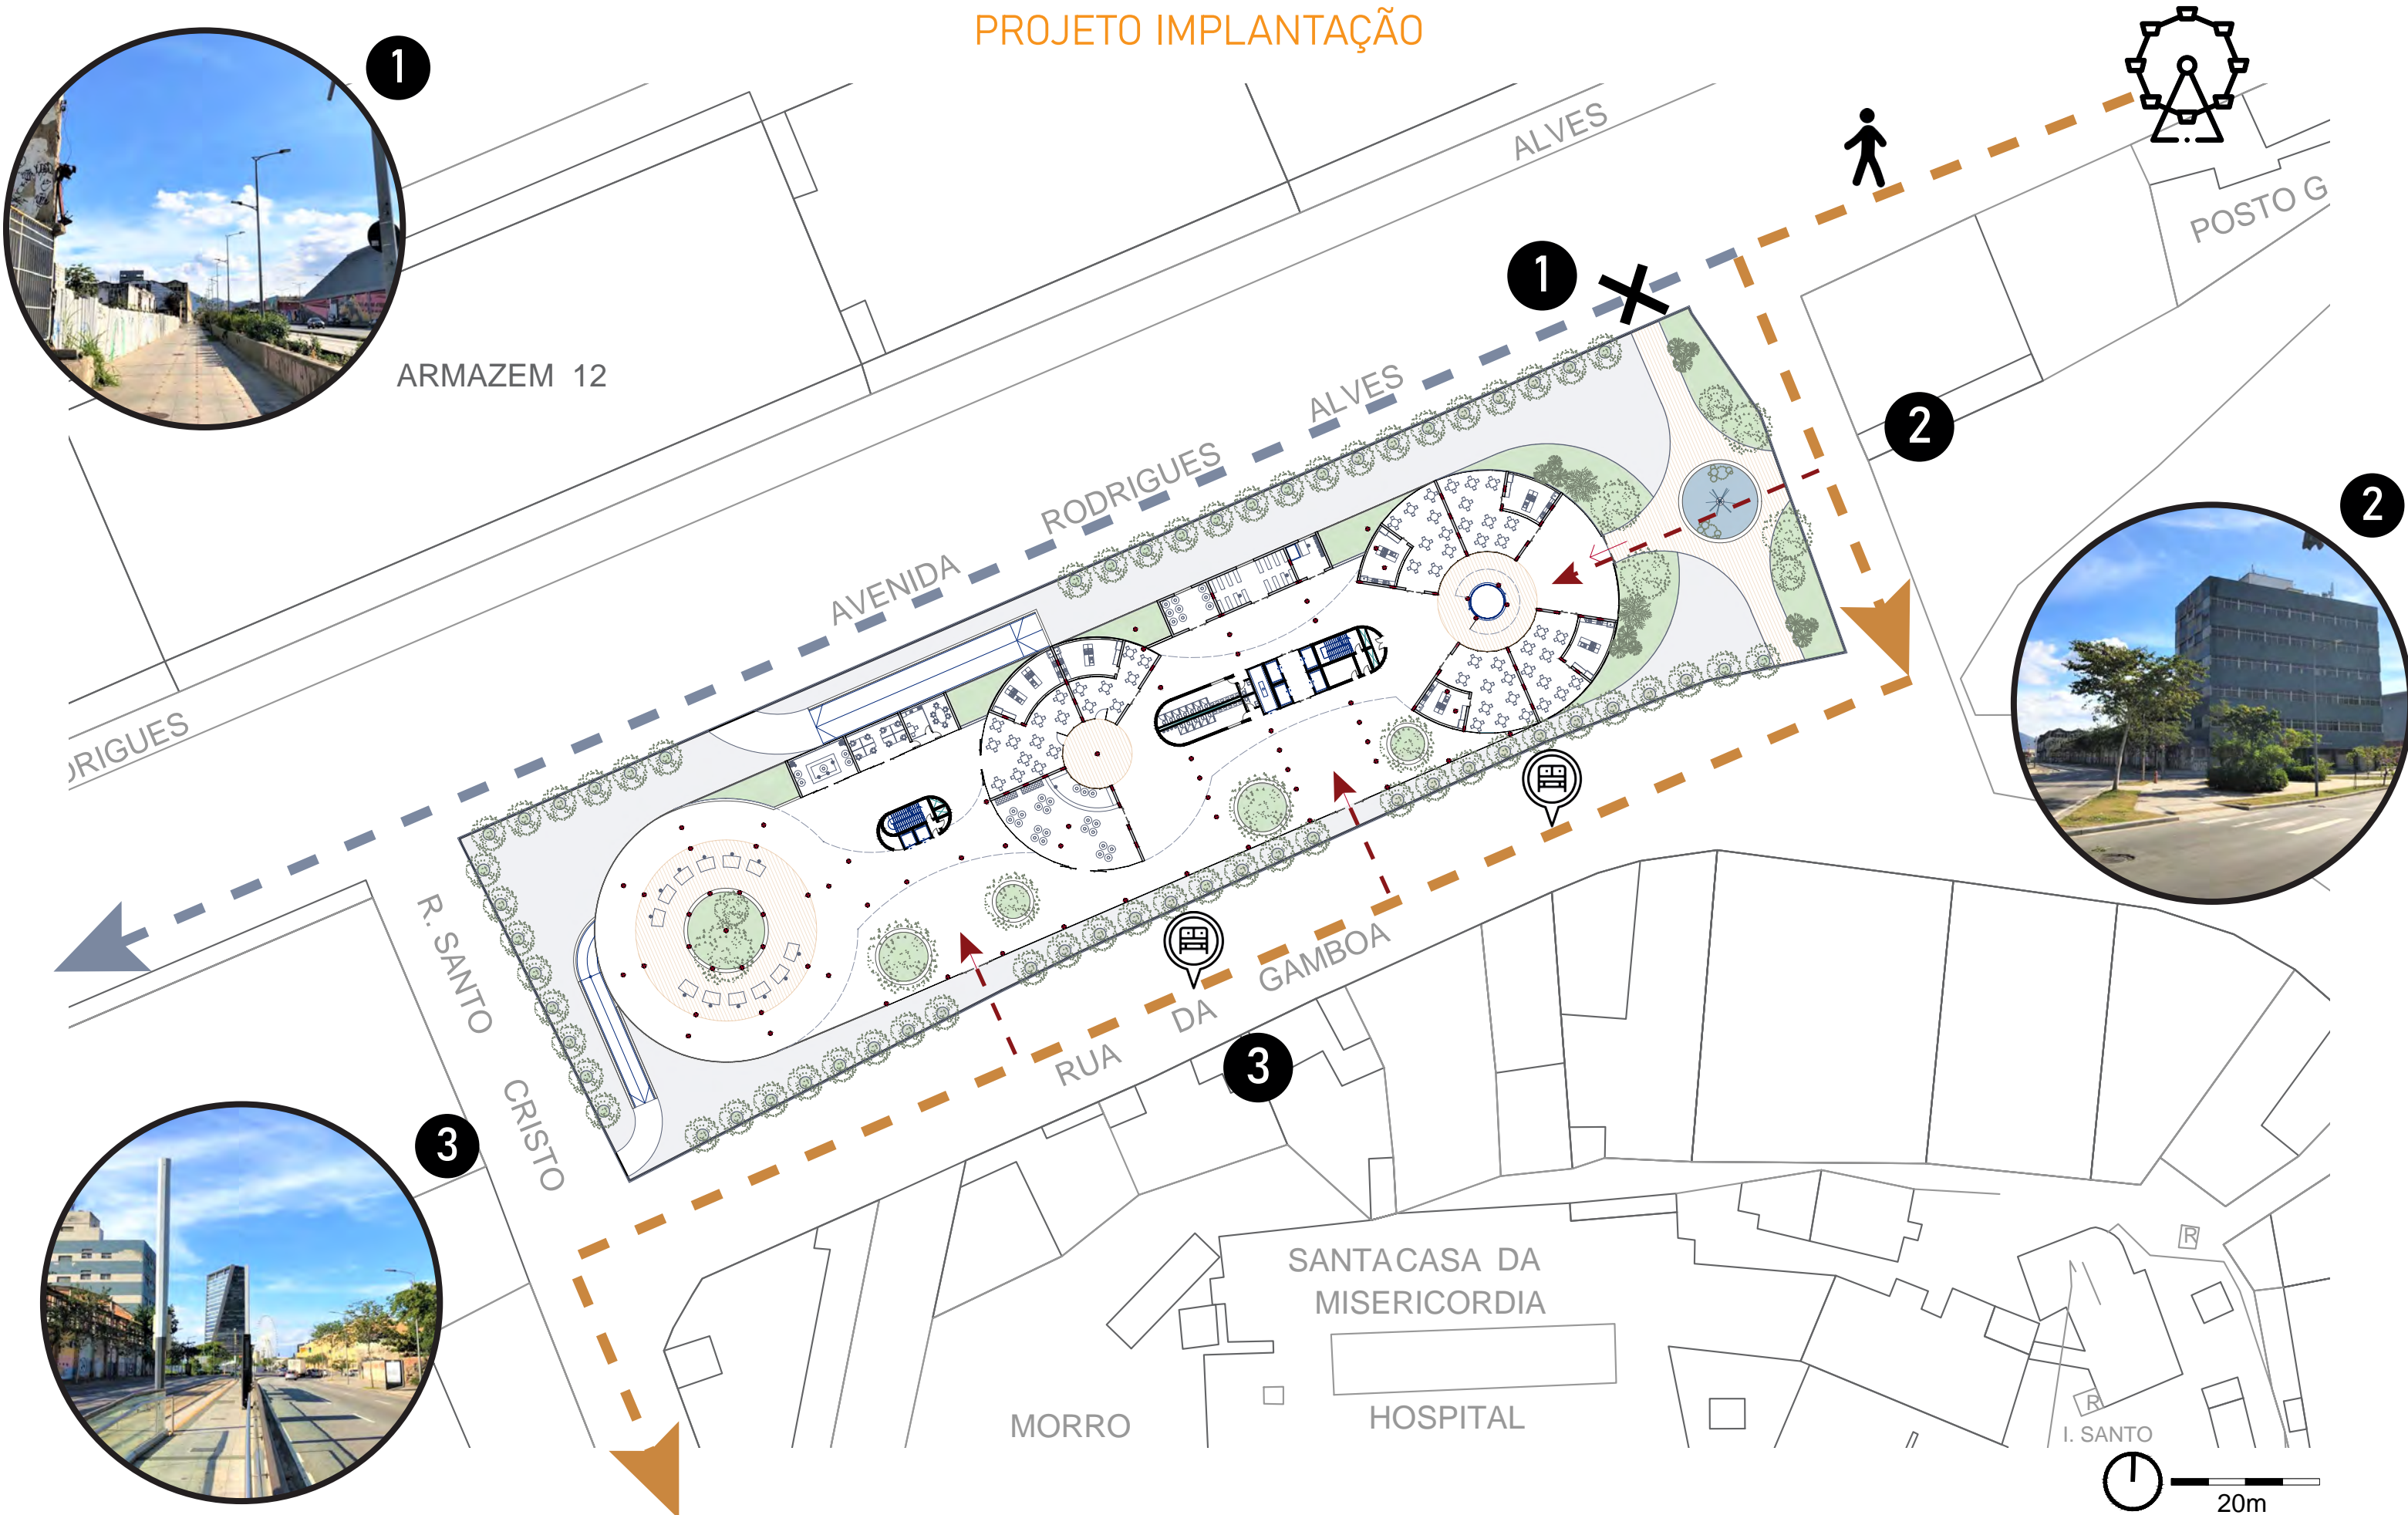 PROJETO IMPLANTAÇÃO
1
ALVES
POSTO G
1
ARMAZEM 12
ALVES
2
RODRIGUES
2
AVENIDA
DRIGUES
R. SANTO
GAMBOA
DA
RUA
3
CRISTO
3
SANTACASA DA
MISERICORDIA
R
HOSPITAL
MORRO
R
I. SANTO
20m